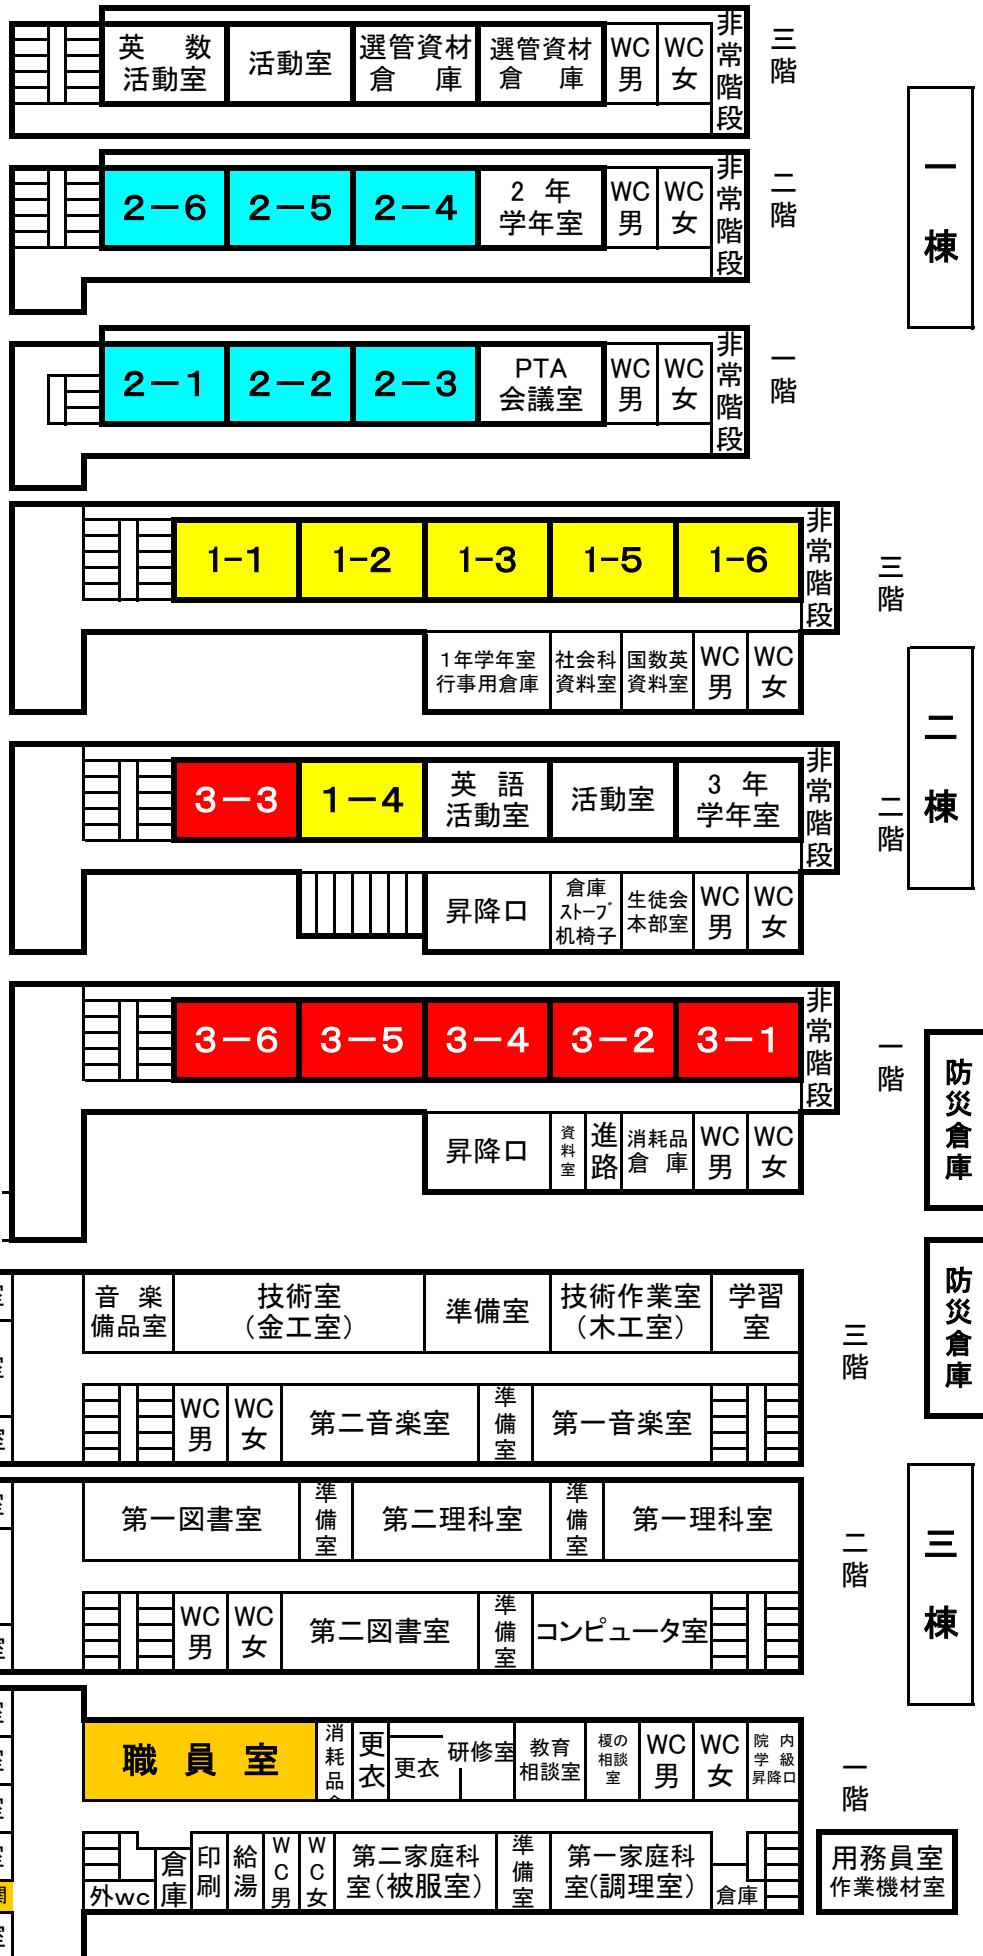 英 数
活動室
活動室
選管資材
倉 庫
選管資材
倉 庫
WC
男
WC
女
非常階段
三階
一棟
2-6
2-5
2-4
2 年
学年室
WC
男
WC
女
非常階段
二階
2-1
2-2
2-3
PTA
会議室
WC
男
WC
女
非常階段
一階
1-1
1-2
1-3
1-5
1-6
非常階段
三階
1年学年室
行事用倉庫
社会科
資料室
国数英
資料室
WC
男
WC
女
二棟
3-3
1-4
英 語
活動室
活動室
3 年
学年室
非常階段
二階
昇降口
倉庫
ストーブ
机椅子
生徒会
本部室
WC
男
WC
女
3-6
3-5
3-4
3-2
3-1
非常階段
一階
防災倉庫
昇降口
資料室
進路
消耗品
倉 庫
WC
男
WC
女
防災倉庫
音 楽
備品室
技術室
(金工室)
準備室
技術作業室
(木工室)
学習
室
三階
WC
男
WC
女
第二音楽室
準備室
第一音楽室
第一図書室
準備室
第二理科室
準備室
第一理科室
二階
三棟
WC
男
WC
女
第二図書室
準備室
コンピュータ室
職 員 室
消耗品
更衣
更衣
研修室
教育
相談室
榎の
相談
室
WC
男
WC
女
院 内
学 級
昇降口
一階
外wc
倉庫
印刷
給湯
WC男
WC女
第二家庭科
室(被服室)
準備室
第一家庭科
室(調理室)
倉庫
用務員室
作業機材室